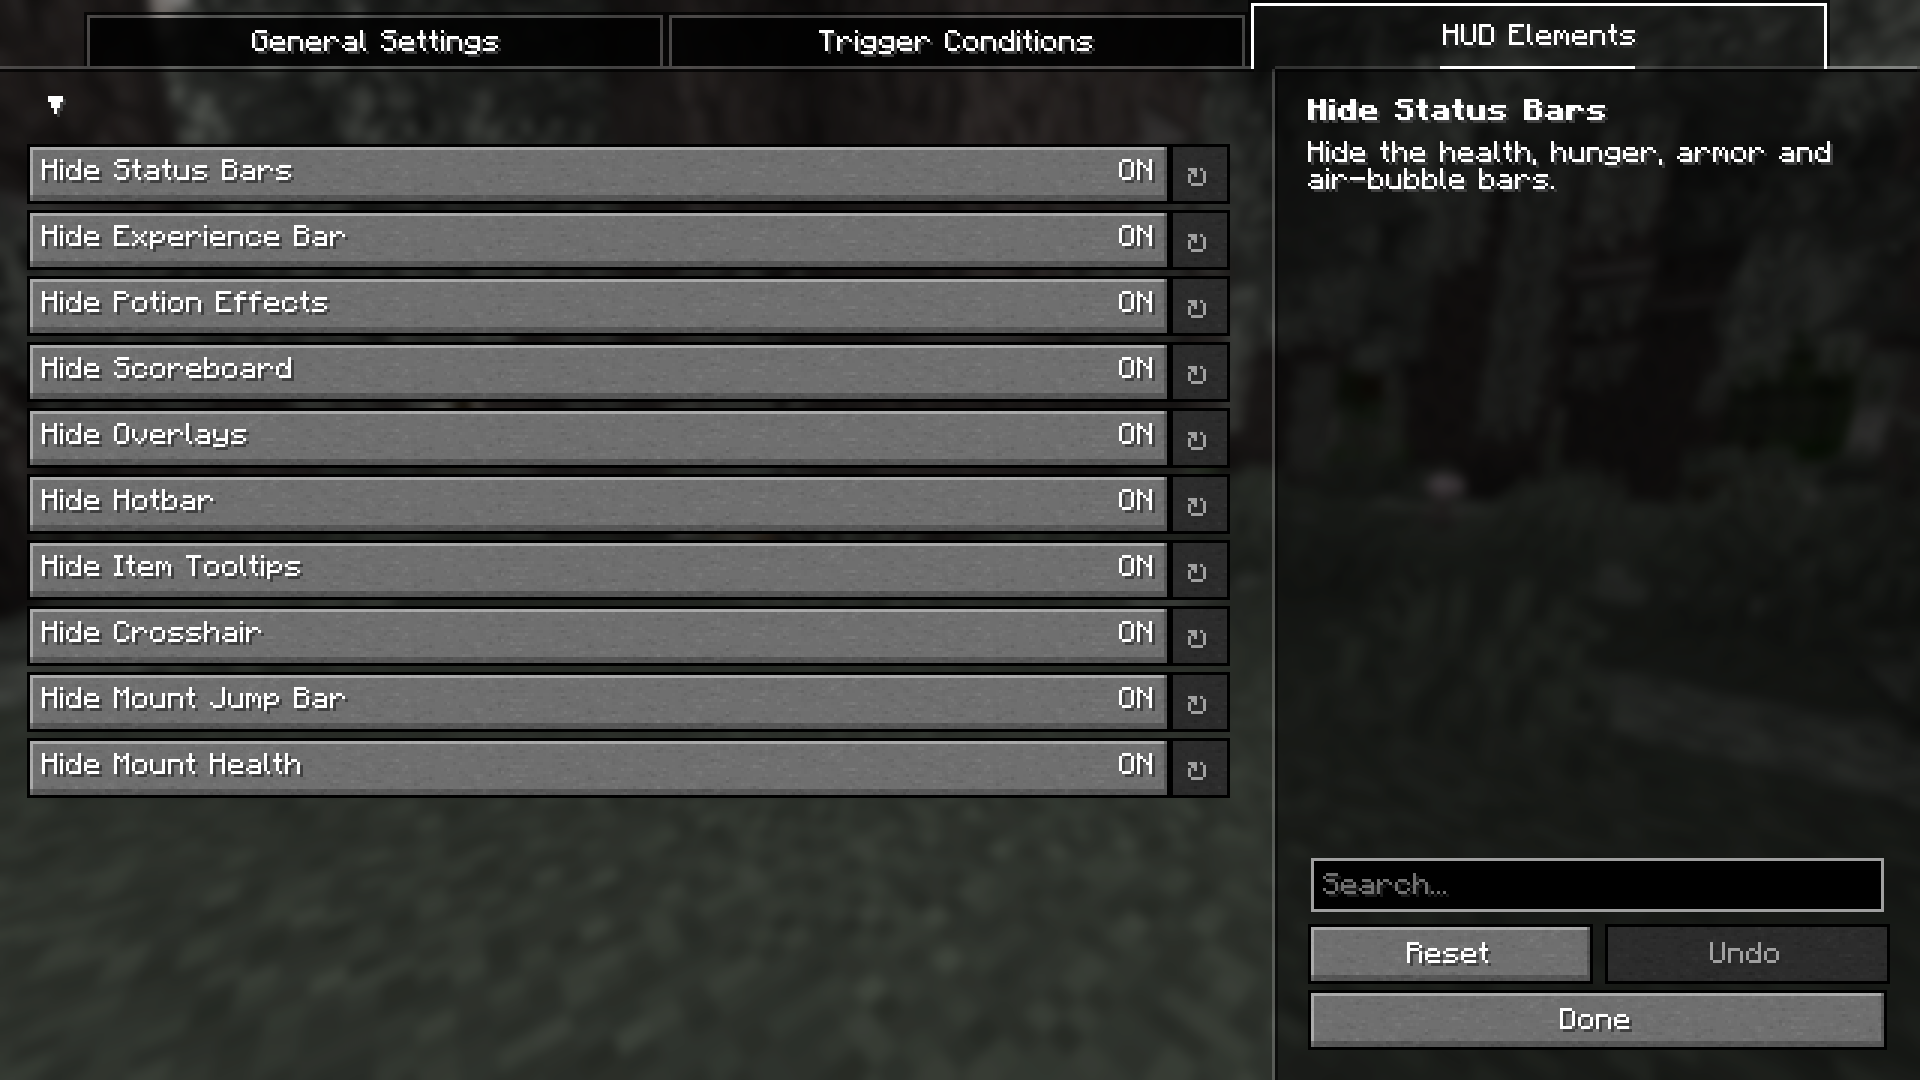 General Settings
Trigger Conditions
HUD Elements
Hide Status Bars ON
Hide Experience Bar ON
Hide Potion Effects ON
Hide Scoreboard ON
Hide Overlays ON
Hide Hotbar ON
Hide Item Tooltips ON
Hide Crosshair ON
Hide Mount Jump Bar ON
Hide Mount Health ON
Hide Status Bars
Hide the health, hunger, armor and
air-bubble bars.
Search...
Reset
Undo
Done